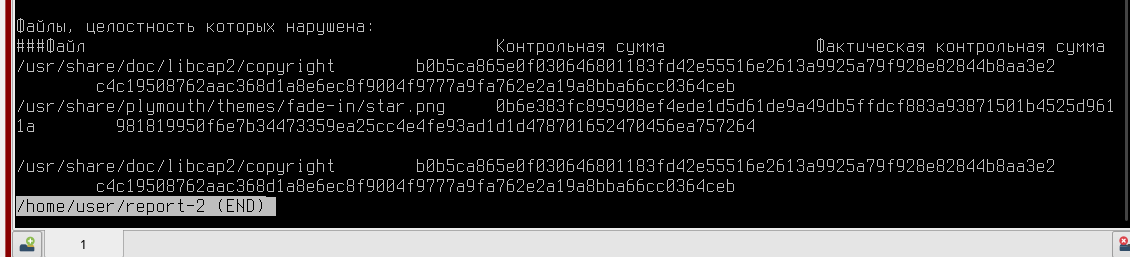 Файлы, целостность которых нарушена:
###Файл Контрольная сумма Фактическая контрольная сумма
/usr/share/doc/libcap2/copyright b0b5ca865e0f030646801183fd42e55516e2613a9925a79f928e82844b8aa3e2
c4c19508762aac368d1a8e6ec8f9004f9777a9fa762e2a19a8bba66cc0364ceb
/usr/share/plymouth/themes/fade-in/star.png 0b6e383fc895908ef4ede1d5d61de9a49db5ffdcf883a93871501b4525d961
1a 981819950f6e7b34473359ea25cc4e4fe93ad1d1d478701652470456ea757264
/usr/share/doc/libcap2/copyright b0b5ca865e0f030646801183fd42e55516e2613a9925a79f928e82844b8aa3e2
c4c19508762aac368d1a8e6ec8f9004f9777a9fa762e2a19a8bba66cc0364ceb
/home/user/report-2 (END)
1